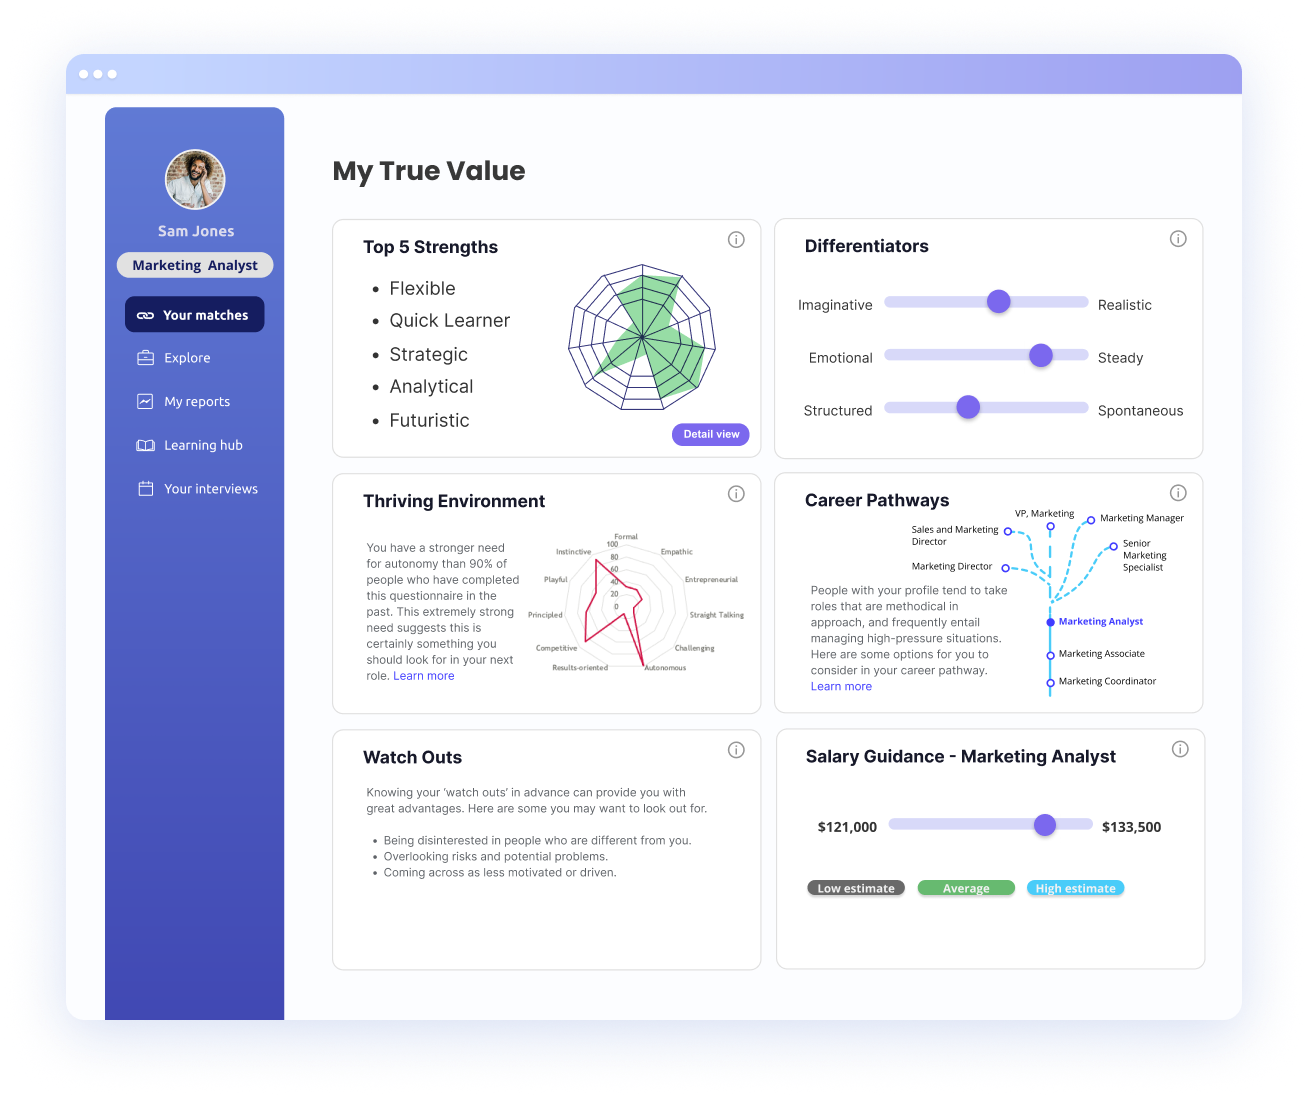 Sam Jones
Marketing Analyst
Your matches
Explore
My reports
Learning hub
Your interviews
My True Value
Top 5 Strengths
• Flexible
• Quick Learner
• Strategic
• Analytical
• Futuristic
Detail view
Differentiators
Imaginative
Realistic
Emotional
Steady
Structured
Spontaneous
Thriving Environment
You have a stronger need
for autonomy than 90% of
people who have completed
this questionnaire in the
past. This extremely strong
need suggests this is
certainly something you
should look for in your next
role. Learn more
Formal
100
80
60
40
20
0
Instinctive
Empathic
Playful
Entrepreneurial
Principled
Straight Talking
Competitive
Challenging
Results-oriented
Autonomous
Career Pathways
VP, Marketing
Marketing Manager
Sales and Marketing
Director
Senior
Marketing
Specialist
Marketing Director
People with your profile tend to take
roles that are methodical in
approach, and frequently entail
managing high-pressure situations.
Here are some options for you to
consider in your career pathway.
Learn more
Marketing Analyst
Marketing Associate
Marketing Coordinator
Watch Outs
Knowing your ‘watch outs’ in advance can provide you with
great advantages. Here are some you may want to look out for.
• Being disinterested in people who are different from you.
• Overlooking risks and potential problems.
• Coming across as less motivated or driven.
Salary Guidance - Marketing Analyst
$121,000
$133,500
Low estimate
Average
High estimate